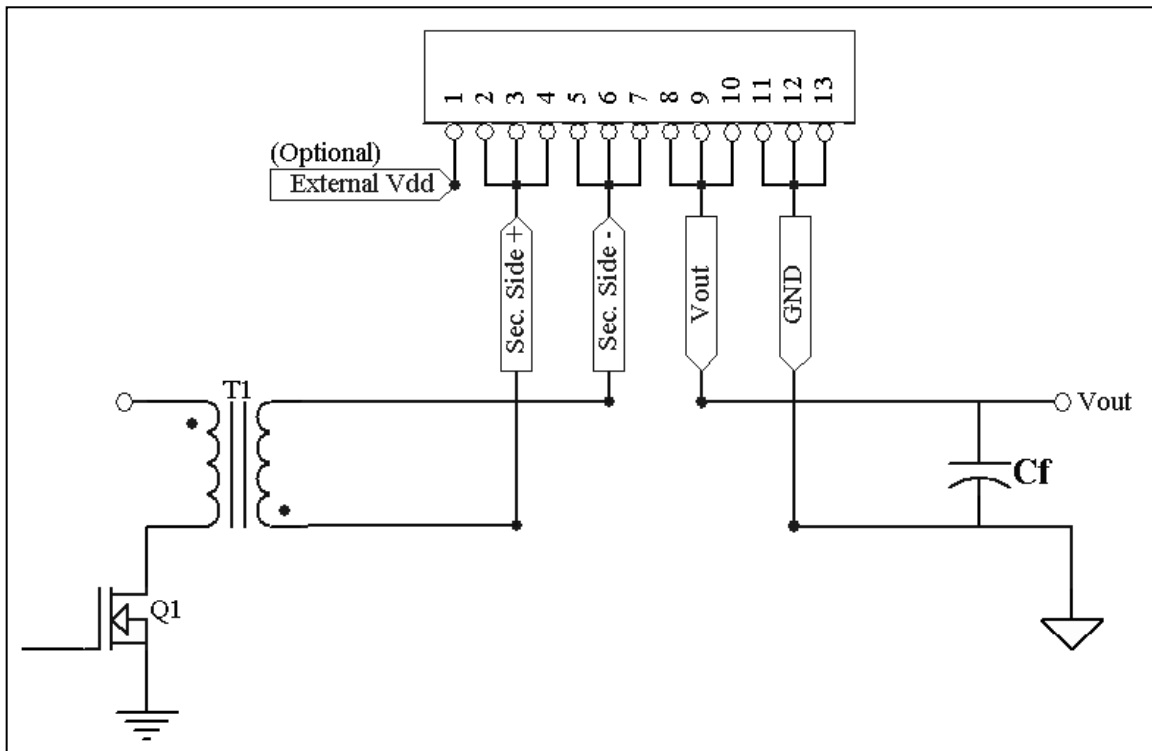 1 2 3 4 5 6 7 8 9 10 11 12 13
(Optional)
External Vdd
Sec. Side +
Sec. Side -
Vout
GND
T1
Vout
Cf
Q1